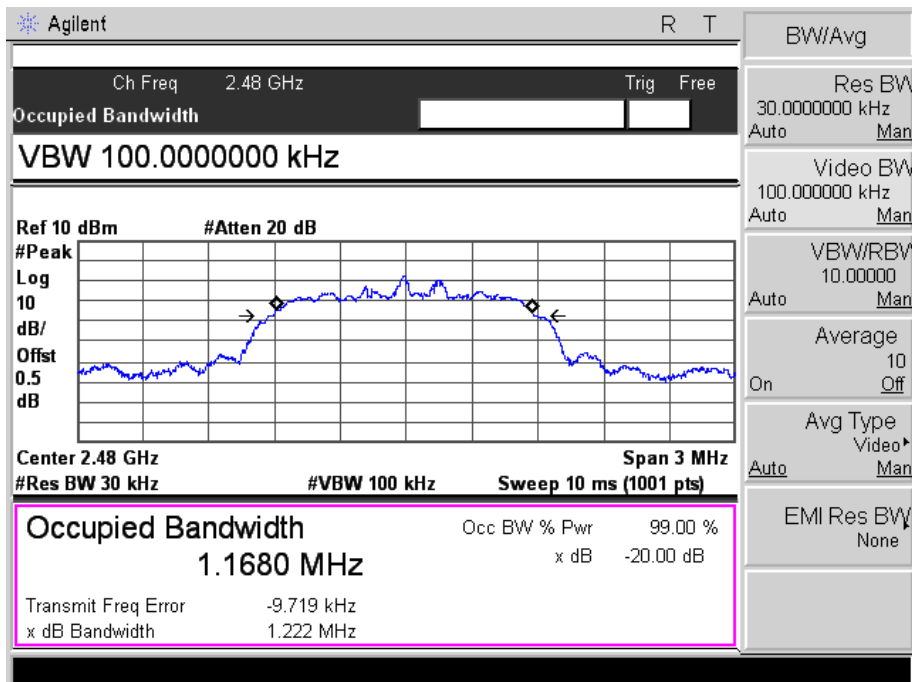 Agilent R T
Ch Freq 2.48 GHz Trig Free
Occupied Bandwidth
VBW 100.0000000 kHz
Ref 10 dBm #Atten 20 dB
#Peak
Log
10
dB/
Offst
0.5
dB
Center 2.48 GHz Span 3 MHz
#Res BW 30 kHz #VBW 100 kHz Sweep 10 ms (1001 pts)
Occupied Bandwidth
1.1680 MHz
Occ BW % Pwr 99.00 %
x dB -20.00 dB
Transmit Freq Error -9.719 kHz
x dB Bandwidth 1.222 MHz
BW/Avg
Res BW
30.0000000 kHz
Auto Man
Video BW
100.000000 kHz
Auto Man
VBW/RBW
10.00000
Auto Man
Average
10
On Off
Avg Type
Video
Auto Man
EMI Res BW
None